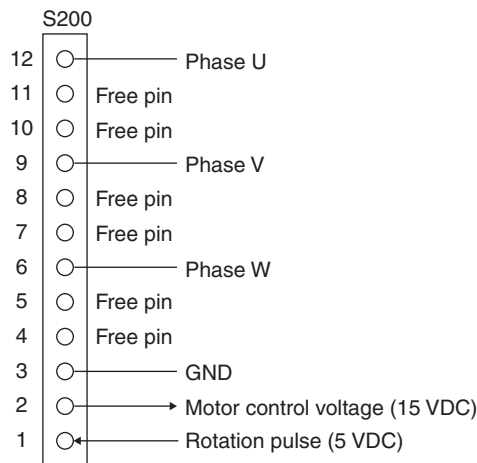 S200
12 Phase U
11 Free pin
10 Free pin
9 Phase V
8 Free pin
7 Free pin
6 Phase W
5 Free pin
4 Free pin
3 GND
2 Motor control voltage (15 VDC)
1 Rotation pulse (5 VDC)